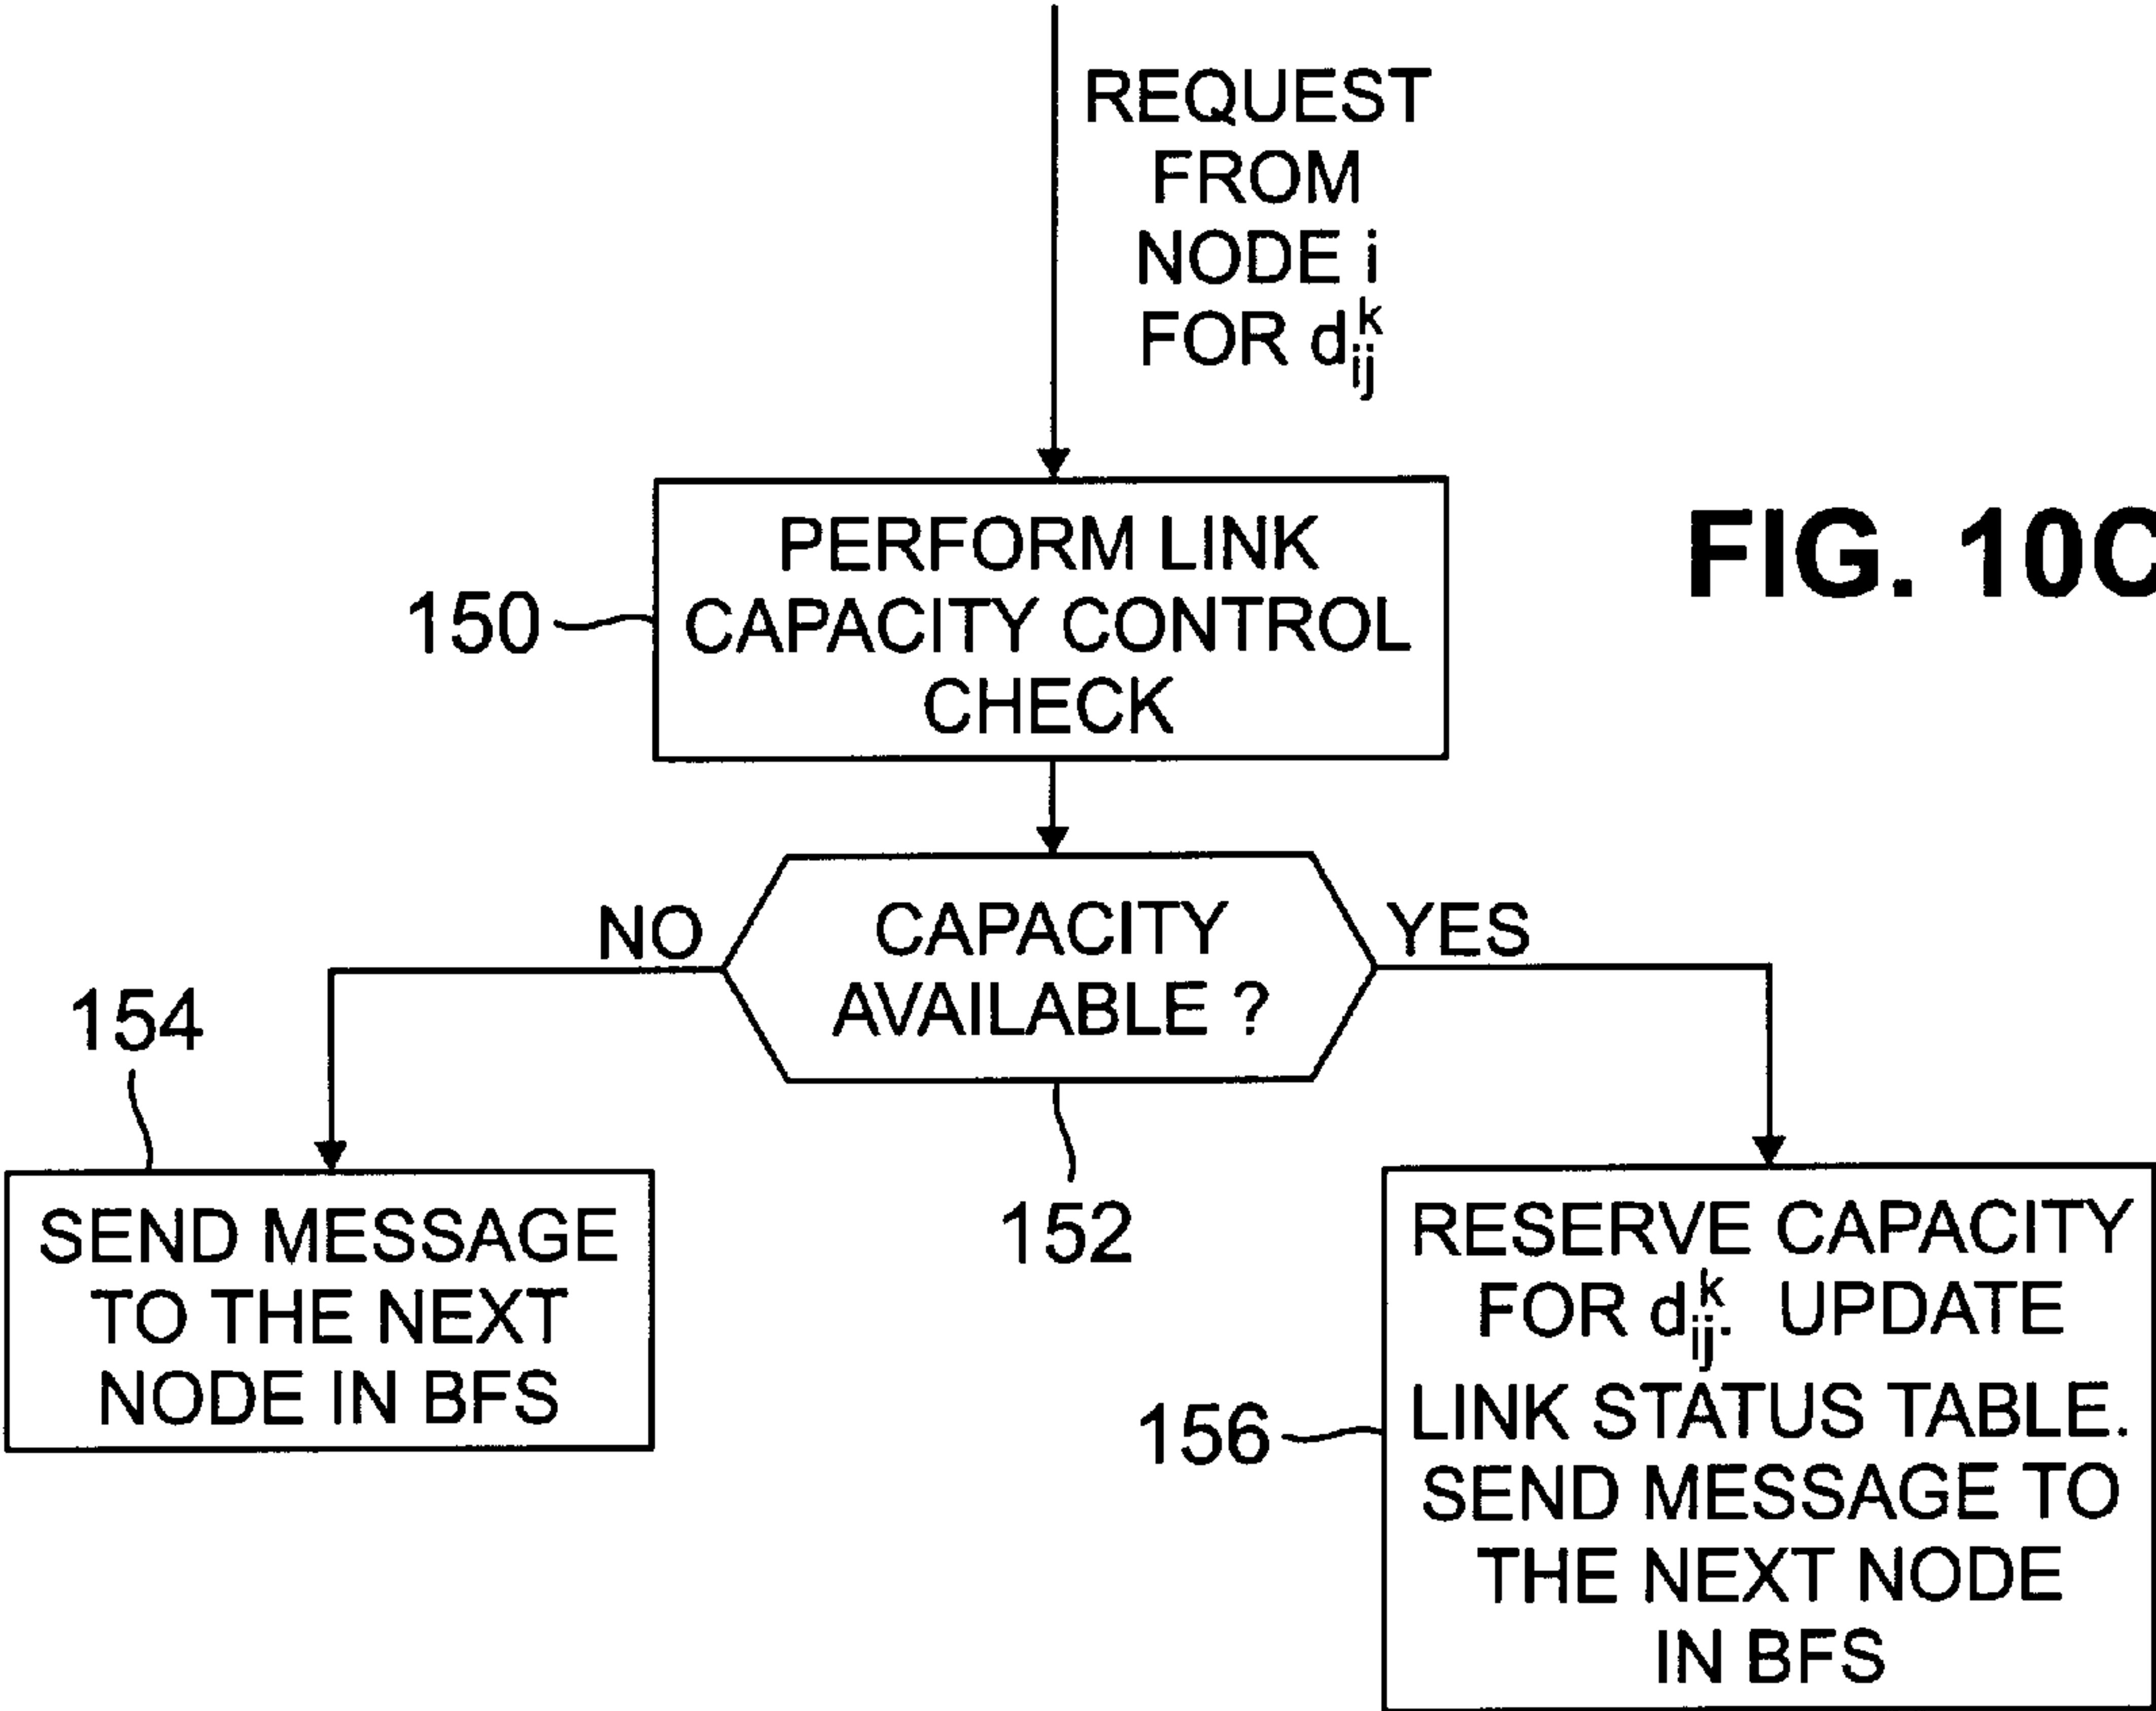 REQUEST
FROM
NODE i
FOR d_{ij}^{k}
PERFORM LINK
CAPACITY CONTROL
CHECK
150
FIG. 10C
CAPACITY
AVAILABLE ?
NO
YES
152
154
SEND MESSAGE
TO THE NEXT
NODE IN BFS
156
RESERVE CAPACITY
FOR d_{ij}^{k}. UPDATE
LINK STATUS TABLE.
SEND MESSAGE TO
THE NEXT NODE
IN BFS